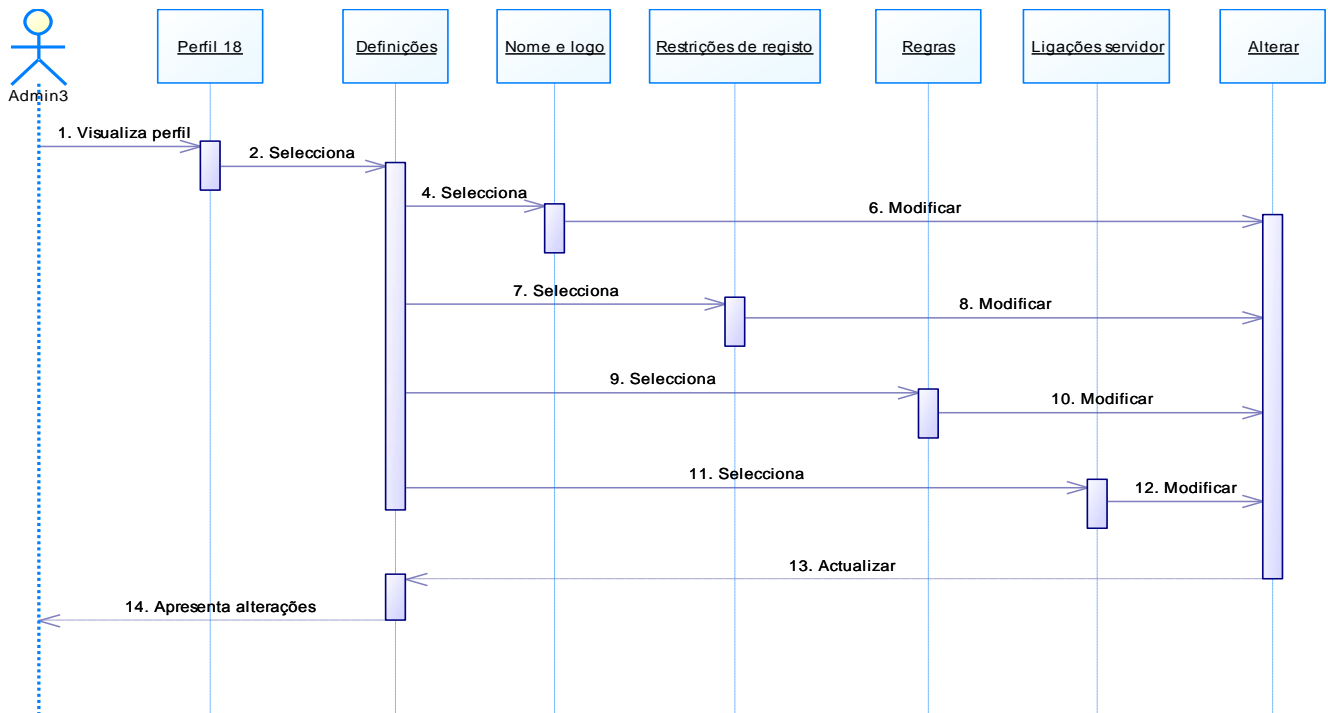 Perfil 18
Definições
Nome e logo
Restrições de registo
Regras
Ligações servidor
Alterar
Admin3
1. Visualiza perfil
2. Selecciona
4. Selecciona
6. Modificar
7. Selecciona
8. Modificar
9. Selecciona
10. Modificar
11. Selecciona
12. Modificar
13. Actualizar
14. Apresenta alterações